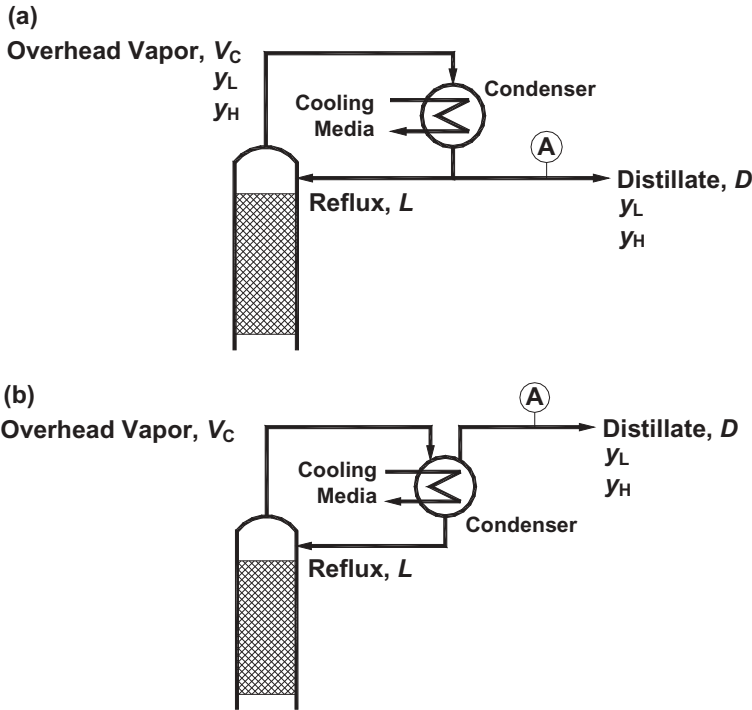 (a)
Overhead Vapor, VC
yL
yH
Condenser
Cooling
Media
A
Reflux, L
Distillate, D
yL
yH
(b)
Overhead Vapor, VC
A
Distillate, D
yL
yH
Cooling
Media
Condenser
Reflux, L